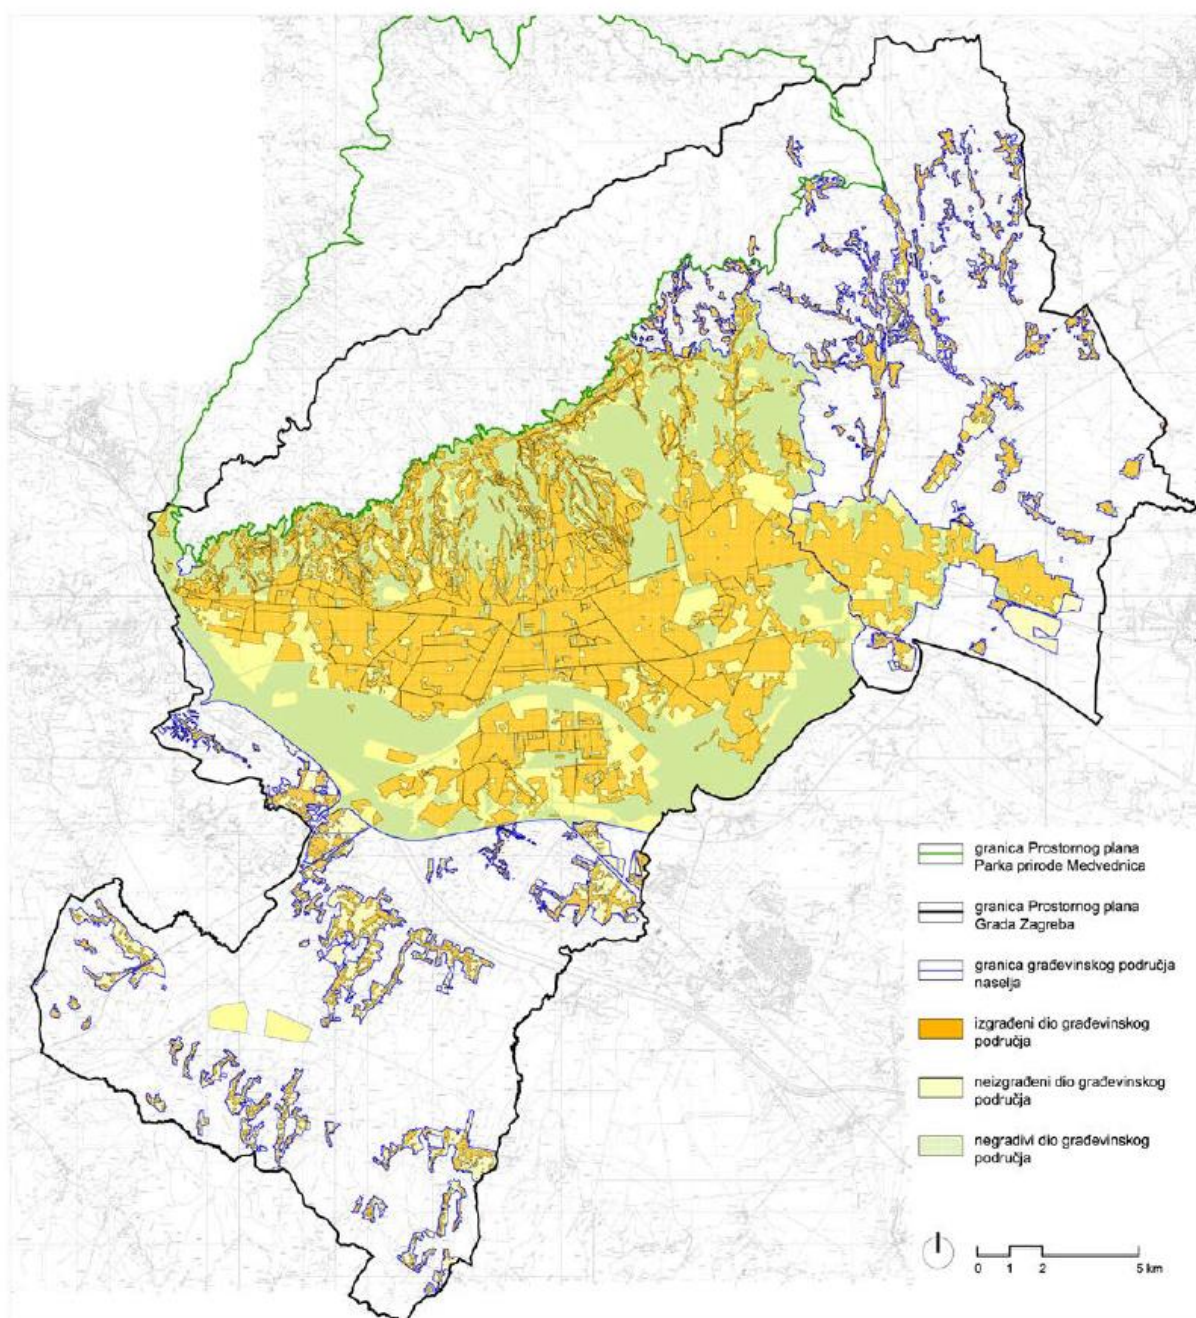 granica Prostornog plana
Parka prirode Medvednica
granica Prostornog plana
Grada Zagreba
granica građevinskog područja
naselja
izgrađeni dio građevinskog
područja
neizgrađeni dio građevinskog
područja
negradivi dio građevinskog
područja
0 1 2 5 km